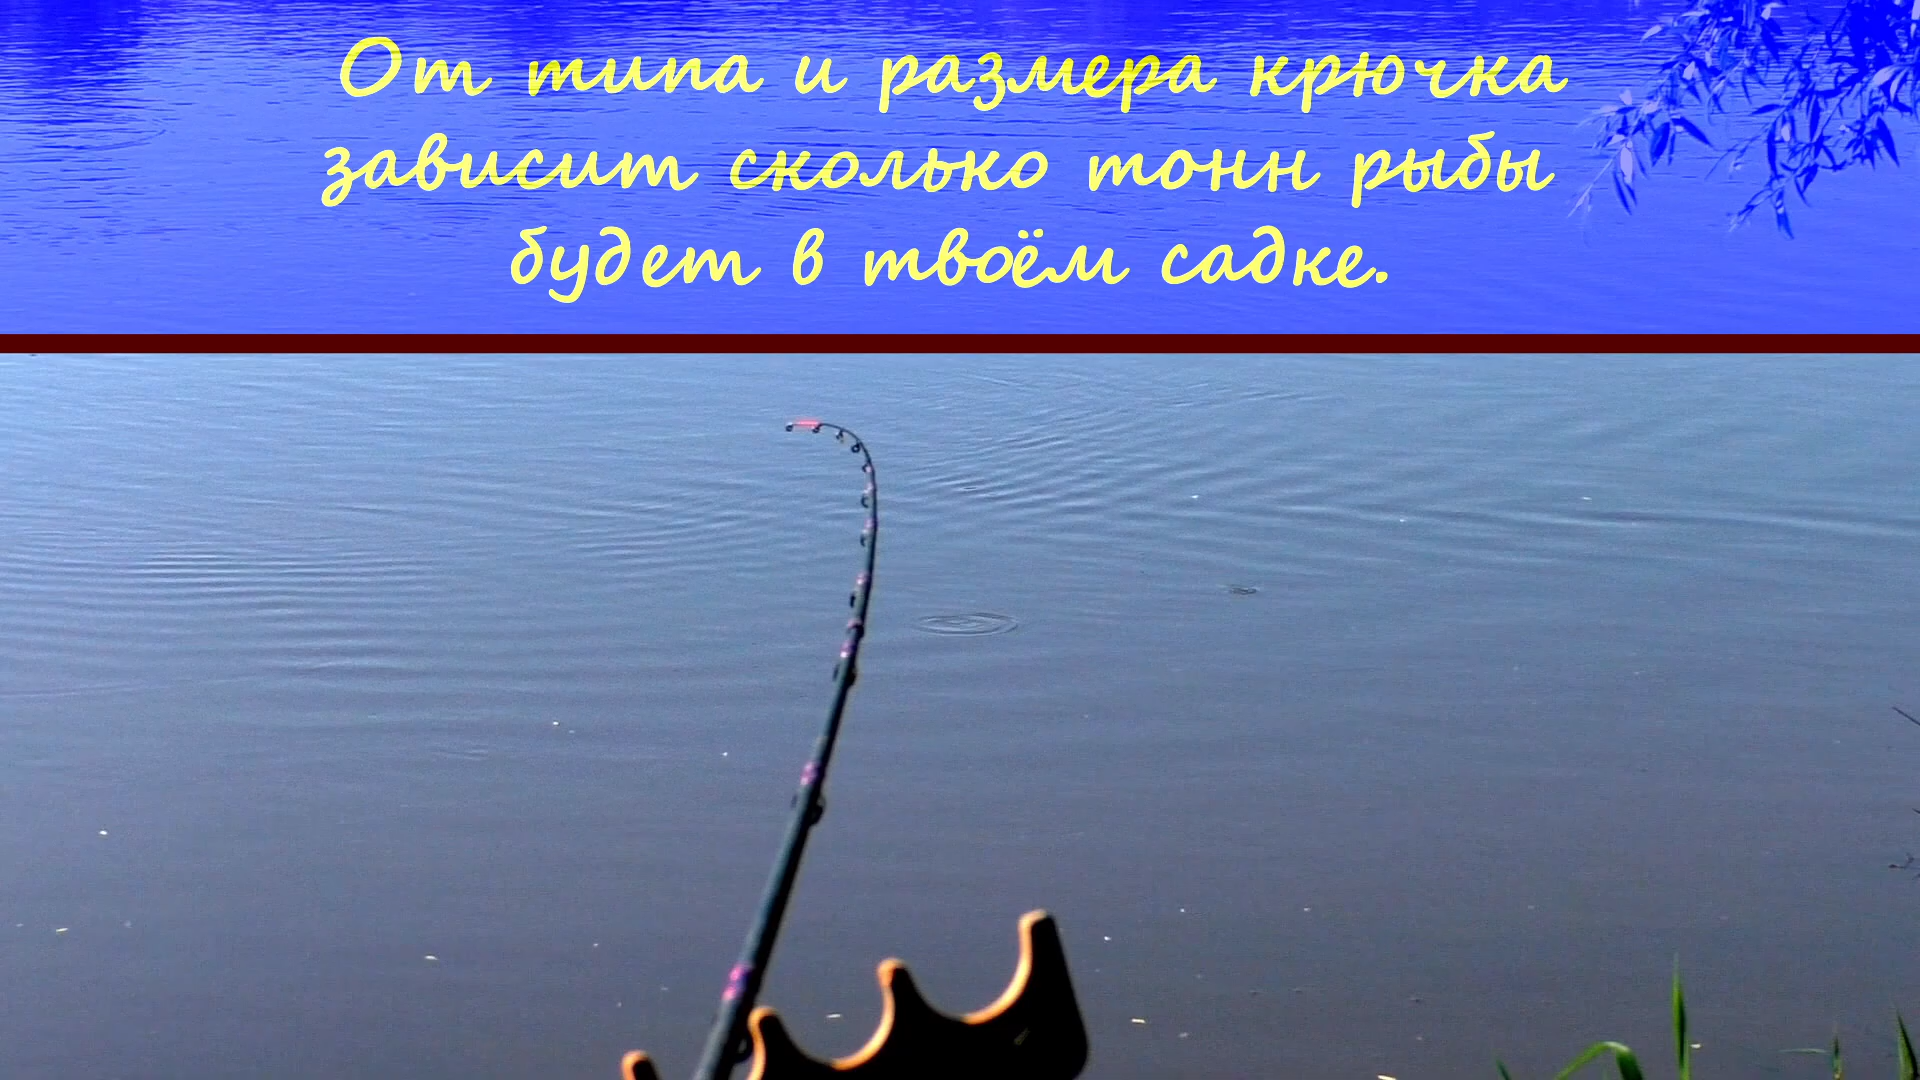 От типа и размера крючка
зависит сколько тонн рыбы
будет в твоём садке.